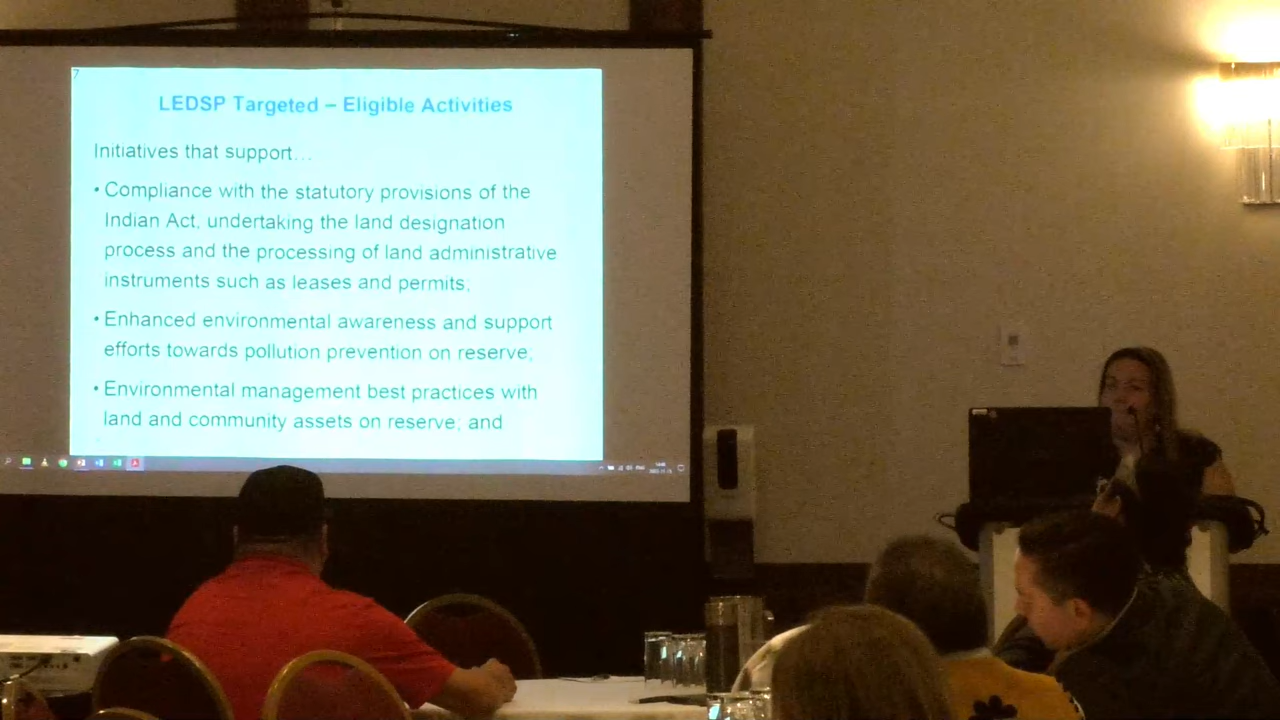 7
LEDSP Targeted – Eligible Activities
Initiatives that support…
• Compliance with the statutory provisions of the
Indian Act, undertaking the land designation
process and the processing of land administrative
instruments such as leases and permits;
• Enhanced environmental awareness and support
efforts towards pollution prevention on reserve;
• Environmental management best practices with
land and community assets on reserve; and